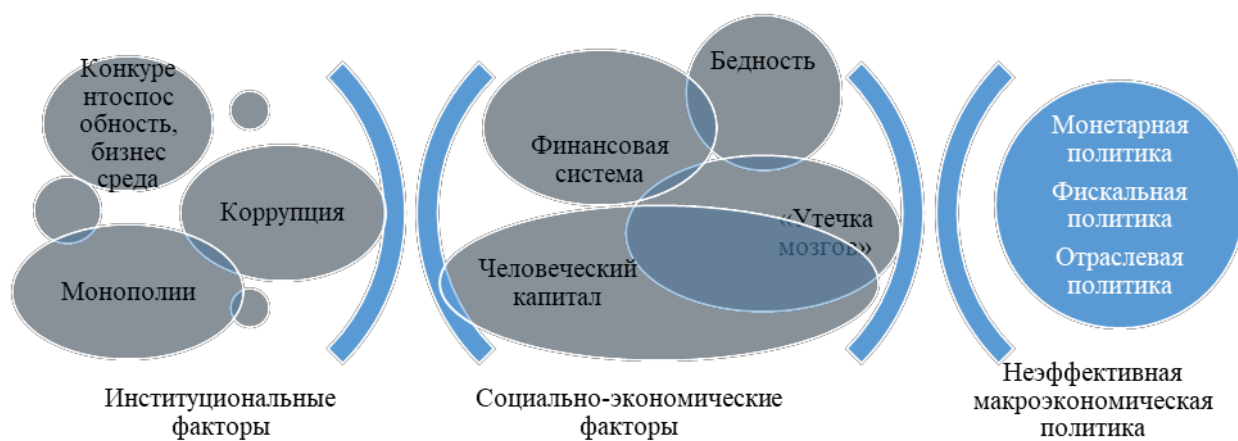 Конкуре
нтоспос
обность,
бизнес
среда
Коррупция
Монополии
Институциональные
факторы
Бедность
Финансовая
система
«Утечка
мозгов»
Человеческий
капитал
Социально-экономические
факторы
Монетарная
политика
Фискальная
политика
Отраслевая
политика
Неэффективная
макроэкономическая
политика